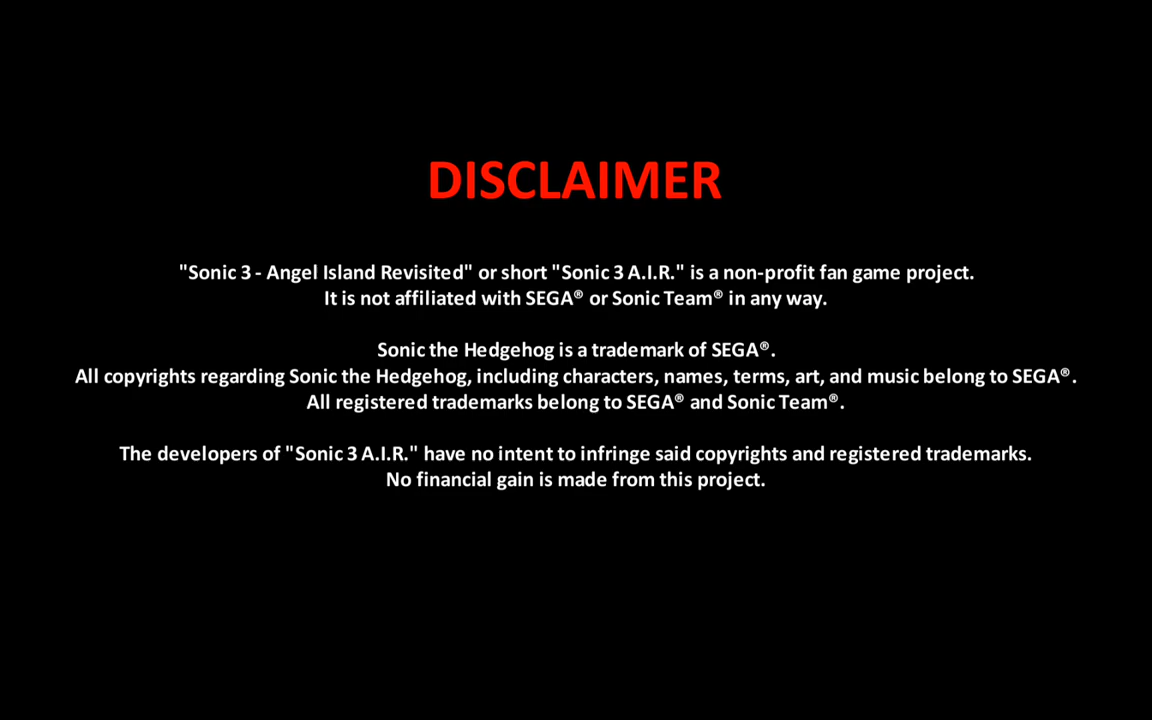 DISCLAIMER
"Sonic 3 - Angel Island Revisited" or short "Sonic 3 A.I.R." is a non-profit fan game project.
It is not affiliated with SEGA® or Sonic Team® in any way.
Sonic the Hedgehog is a trademark of SEGA®.
All copyrights regarding Sonic the Hedgehog, including characters, names, terms, art, and music belong to SEGA®.
All registered trademarks belong to SEGA® and Sonic Team®.
The developers of "Sonic 3 A.I.R." have no intent to infringe said copyrights and registered trademarks.
No financial gain is made from this project.